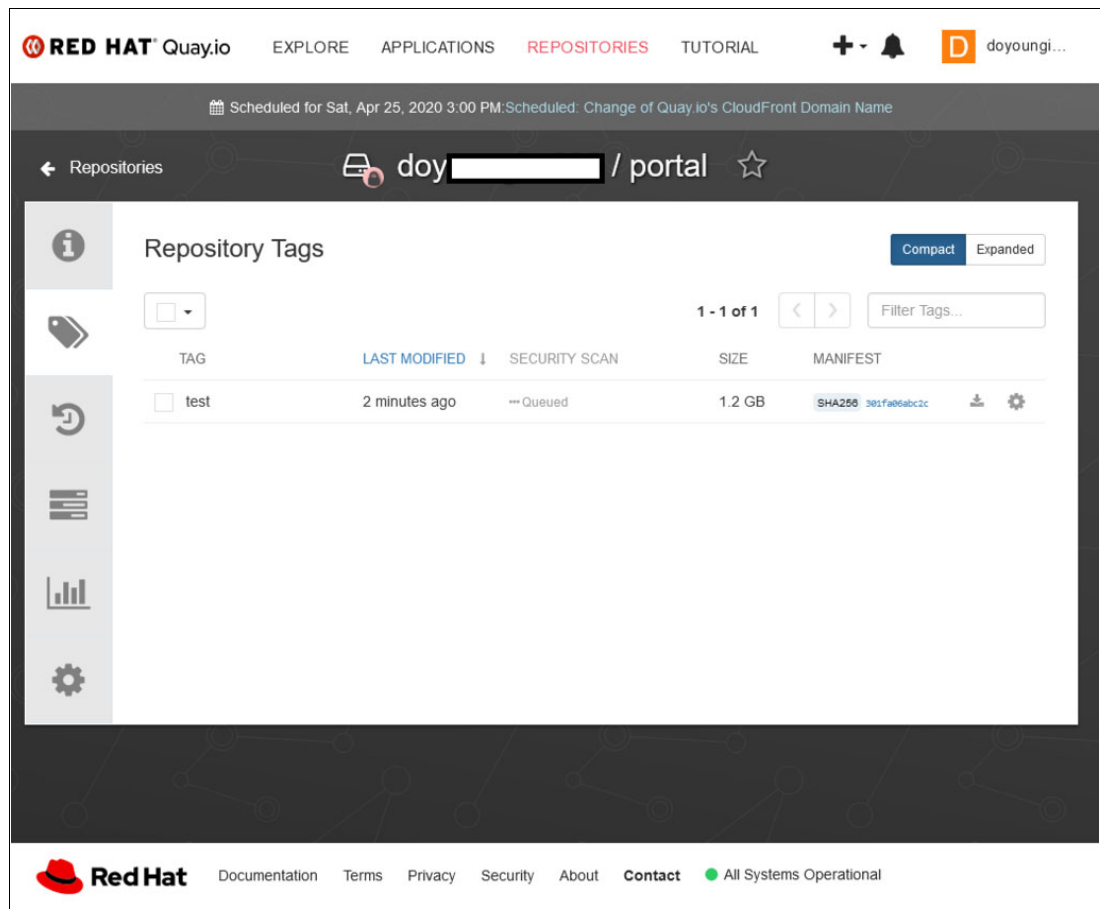 RED HAT® Quay.io EXPLORE APPLICATIONS REPOSITORIES TUTORIAL D doyoungi...
Scheduled for Sat, Apr 25, 2020 3:00 PM:Scheduled: Change of Quay.io's CloudFront Domain Name
Repositories doy / portal
Repository Tags Compact Expanded
1 - 1 of 1 Filter Tags...
TAG LAST MODIFIED ↓ SECURITY SCAN SIZE MANIFEST
test 2 minutes ago Queued 1.2 GB SHA256 301fa06abc2c
Red Hat Documentation Terms Privacy Security About Contact All Systems Operational